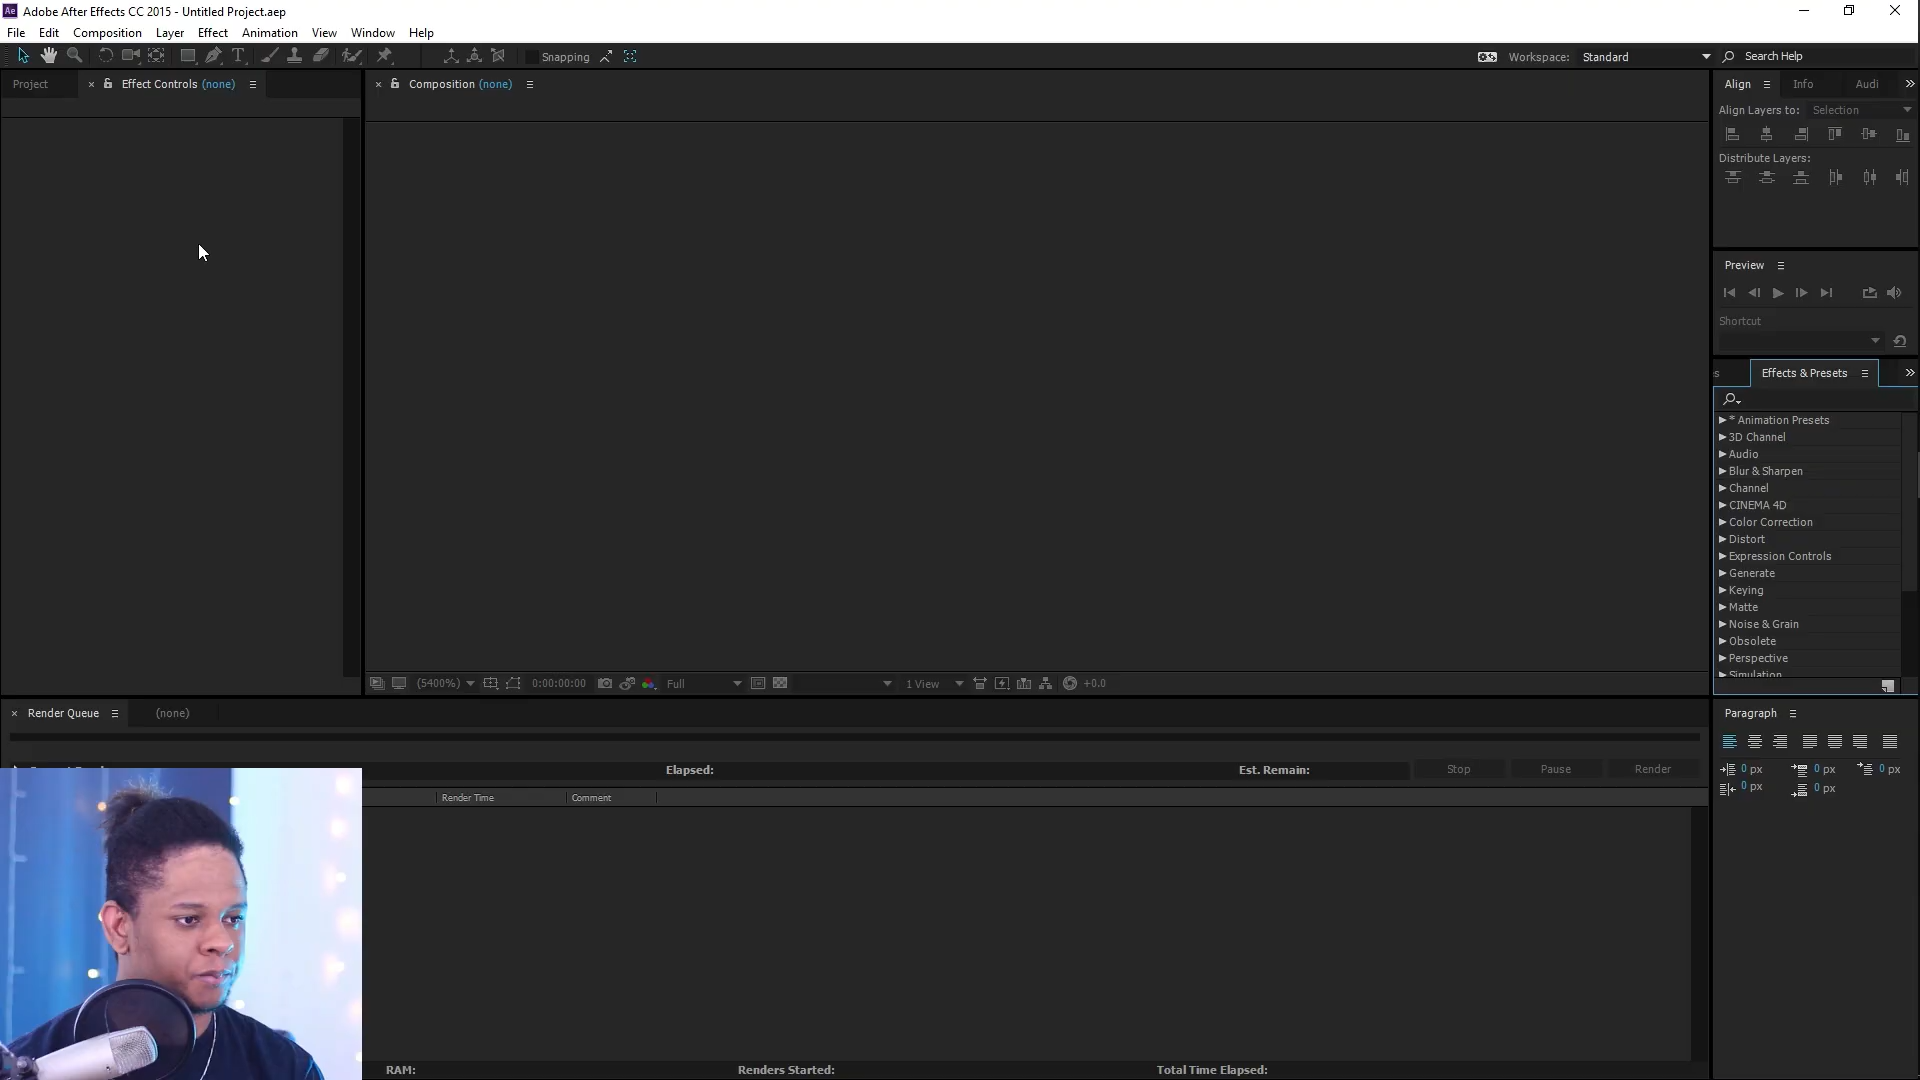 Adobe After Effects CC 2015 - Untitled Project.aep
File Edit Composition Layer Effect Animation View Window Help
Snapping
Workspace: Standard
Search Help
Project
Effect Controls (none)
Composition (none)
Align Info Audi
Align Layers to: Selection
Distribute Layers:
Preview
Shortcut
Effects & Presets
* Animation Presets
3D Channel
Audio
Blur & Sharpen
Channel
CINEMA 4D
Color Correction
Distort
Expression Controls
Generate
Keying
Matte
Noise & Grain
Obsolete
Perspective
Simulation
(5400%) 0:00:00:00 Full 1 View +0.0
Render Queue (none)
Elapsed: Est. Remain: Stop Pause Render
Render Time Comment
RAM: Renders Started: Total Time Elapsed:
Paragraph
0 px 0 px 0 px
0 px 0 px